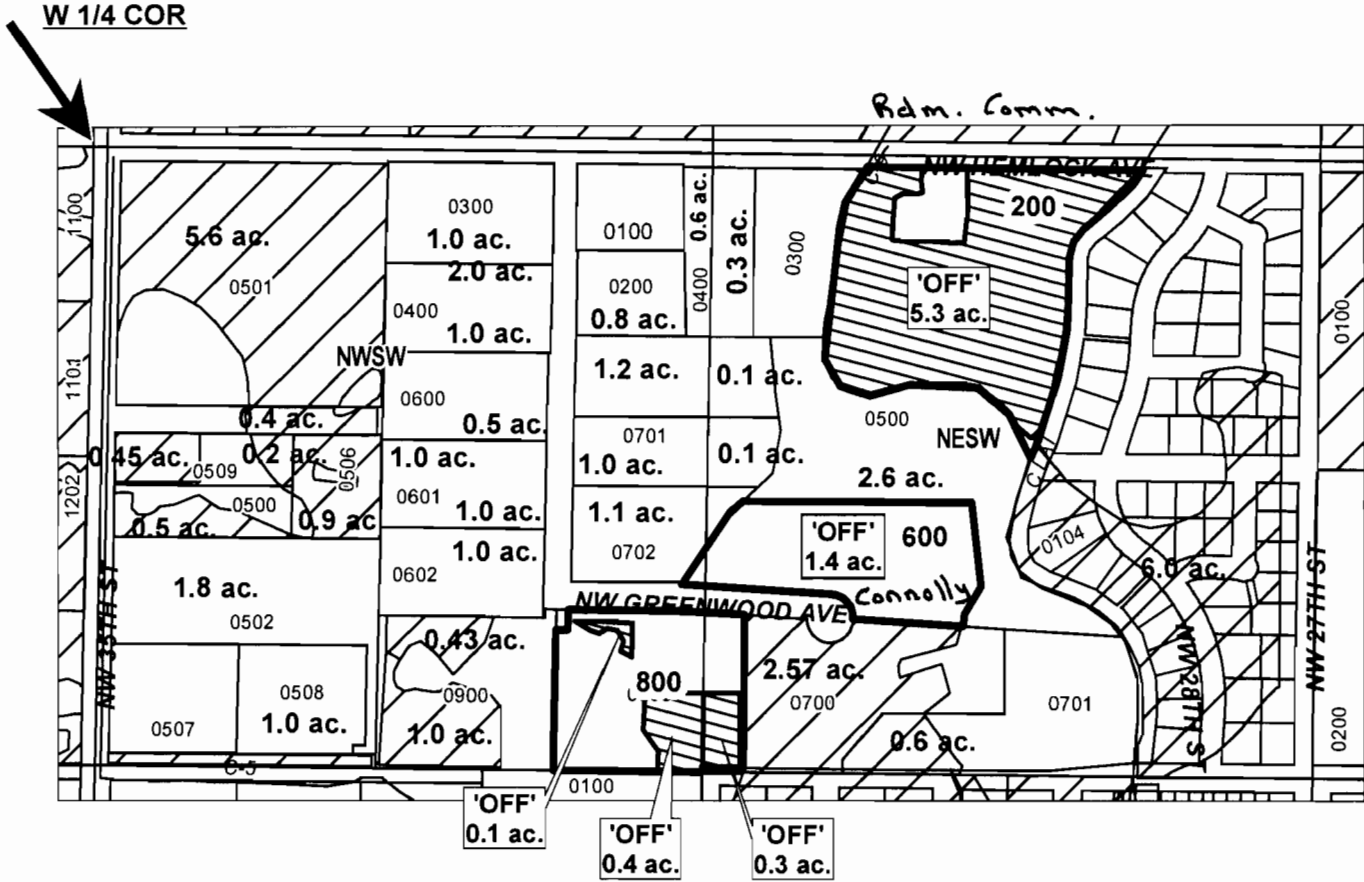 W 1/4 COR
Rdm. Comm.
NW HEMLOCK AVE
1100
5.6 ac.
0501
0300
1.0 ac.
2.0 ac.
0400
1.0 ac.
0100
0200
0.8 ac.
0400
0.6 ac.
0.3 ac.
0300
200
'OFF'
5.3 ac.
0100
1101
NWSW
0.4 ac.
0600
0.5 ac.
1.2 ac.
0.1 ac.
0500
NESW
2.6 ac.
0.45 ac.
0509
0.2 ac.
0506
1.0 ac.
0601
1.0 ac.
0701
1.0 ac.
0.1 ac.
1202
0500
0.5 ac.
0.9 ac
1.0 ac.
0602
1.1 ac.
0702
'OFF'
1.4 ac.
600
Connolly
0104
6.0 ac.
1.8 ac.
0502
NW 35TH ST
NW GREENWOOD AVE
NW 28TH ST
NW 27TH ST
0.43 ac.
0900
1.0 ac.
800
2.57 ac.
0700
0701
0.6 ac.
0508
1.0 ac.
0507
0200
C-5
0100
'OFF'
0.1 ac.
'OFF'
0.4 ac.
'OFF'
0.3 ac.